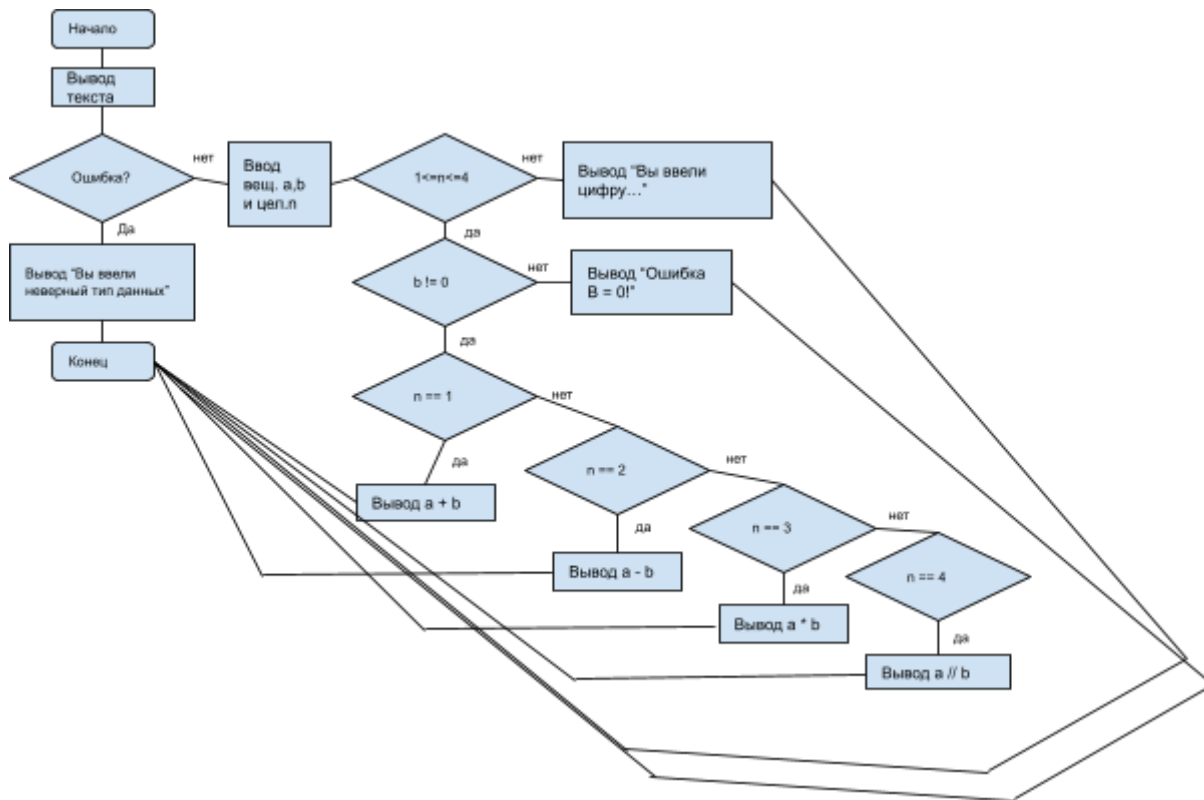 Начало
Вывод
текста
Ошибка?
нет
Ввод
вещ. a,b
и цел.n
1<=n<=4
нет
Вывод “Вы ввели
цифру…”
Да
да
Вывод “Вы ввели
неверный тип данных”
b != 0
нет
Вывод “Ошибка
B = 0!”
да
Конец
n == 1
нет
да
Вывод a + b
n == 2
нет
да
Вывод a - b
n == 3
нет
да
Вывод a * b
n == 4
да
Вывод a // b